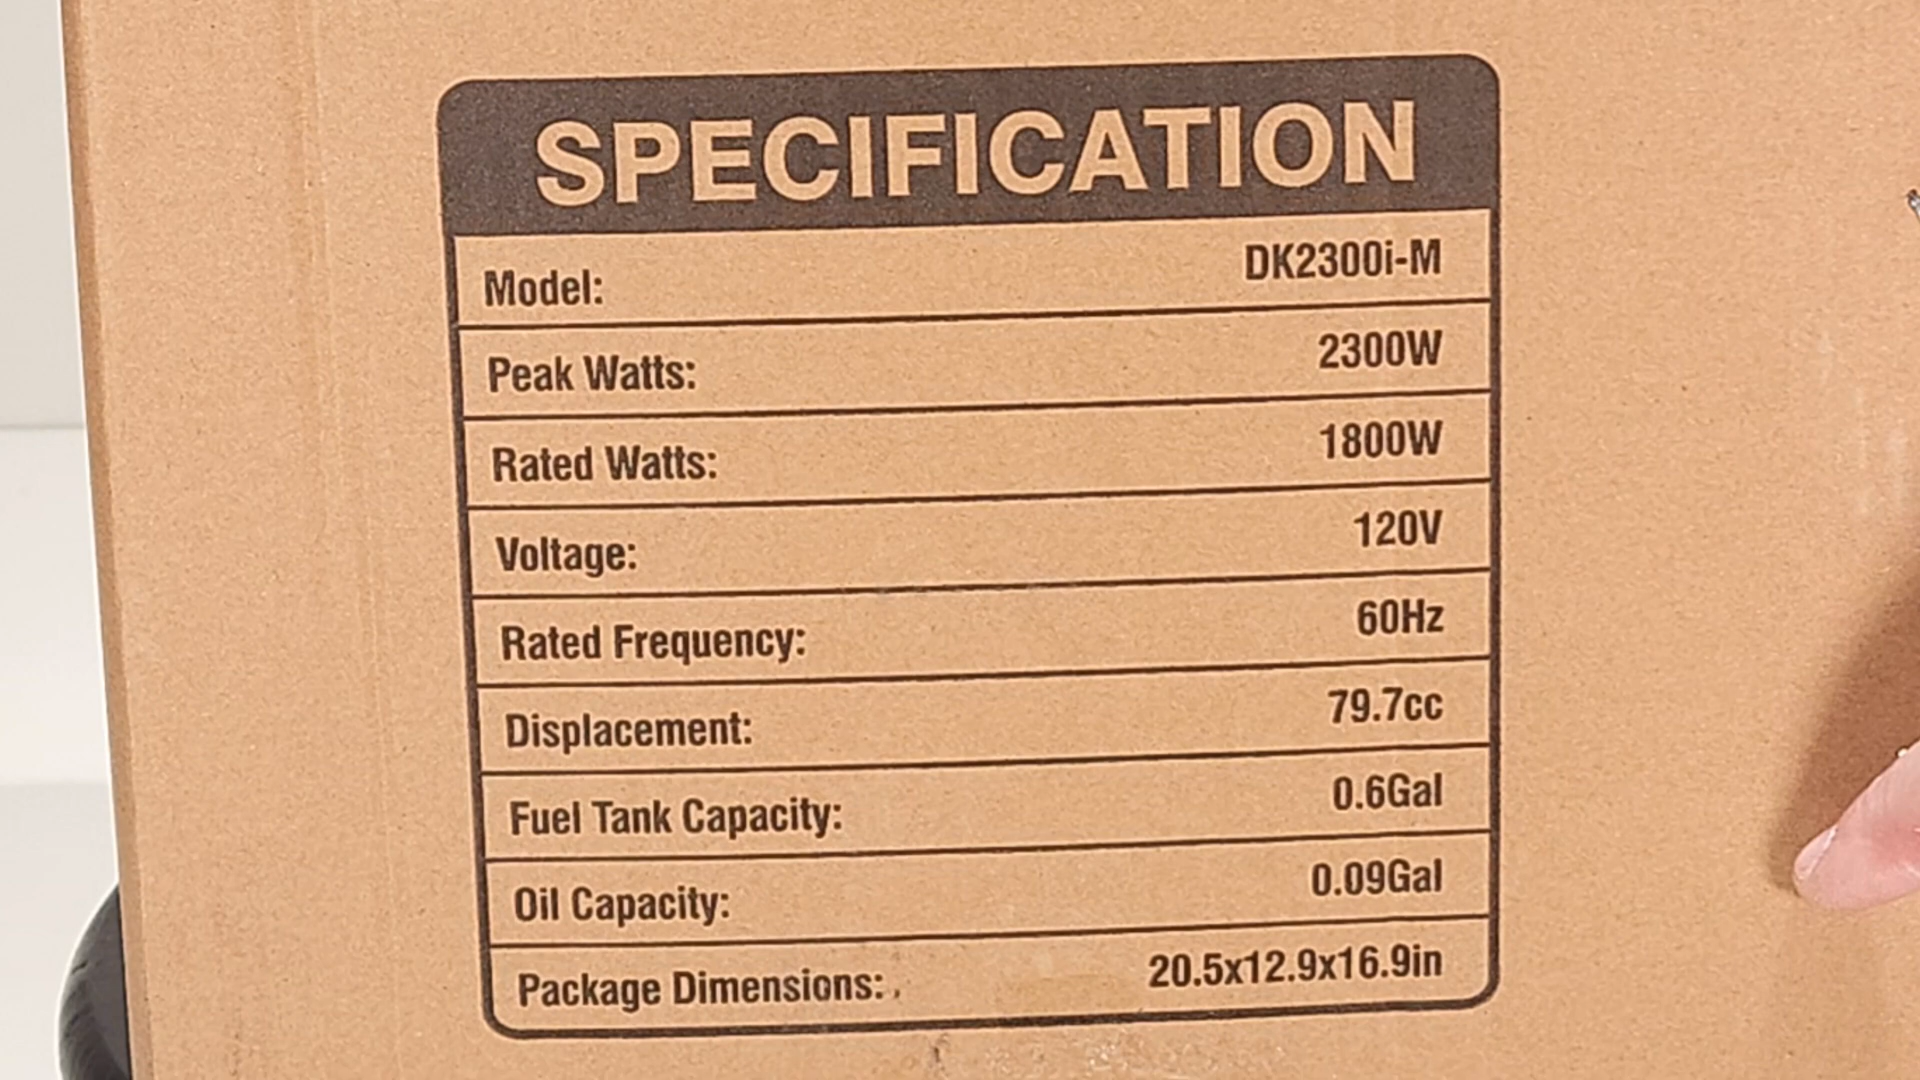 SPECIFICATION
Model: DK2300i-M
Peak Watts: 2300W
Rated Watts: 1800W
Voltage: 120V
Rated Frequency: 60Hz
Displacement: 79.7cc
Fuel Tank Capacity: 0.6Gal
Oil Capacity: 0.09Gal
Package Dimensions: 20.5x12.9x16.9in